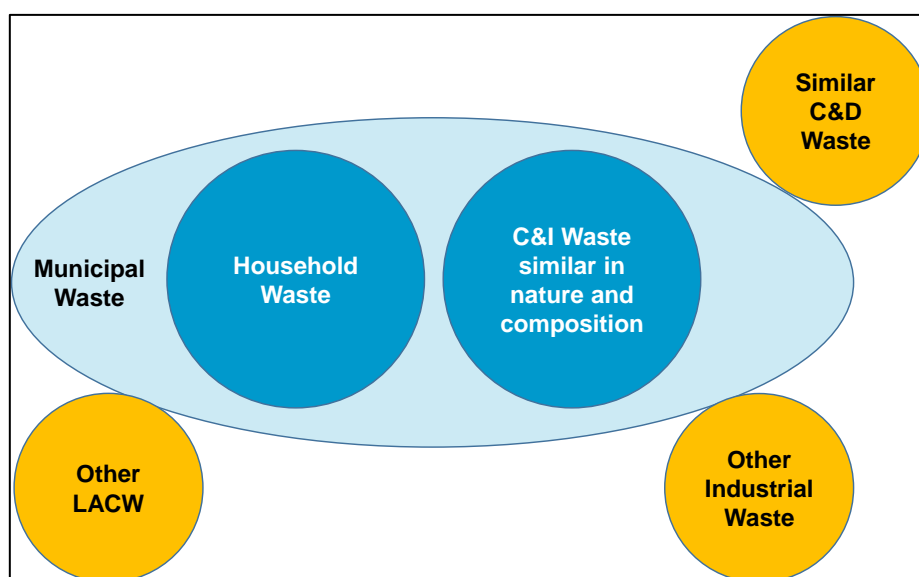 Similar
C&D
Waste
Municipal
Waste
Household
Waste
C&I Waste
similar in
nature and
composition
Other
LACW
Other
Industrial
Waste